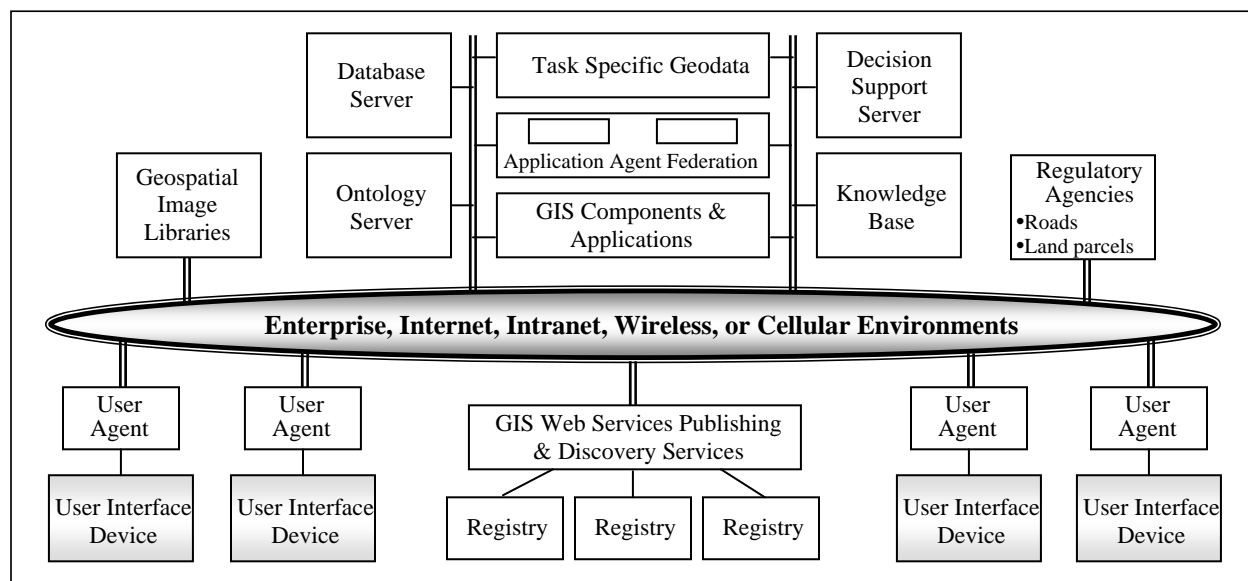 Database
Server
Task Specific Geodata
Decision
Support
Server
Application Agent Federation
Geospatial
Image
Libraries
Ontology
Server
GIS Components &
Applications
Knowledge
Base
Regulatory
Agencies
•Roads
•Land parcels
Enterprise, Internet, Intranet, Wireless, or Cellular Environments
User
Agent
User
Agent
GIS Web Services Publishing
& Discovery Services
User
Agent
User
Agent
User Interface
Device
User Interface
Device
Registry
Registry
Registry
User Interface
Device
User Interface
Device